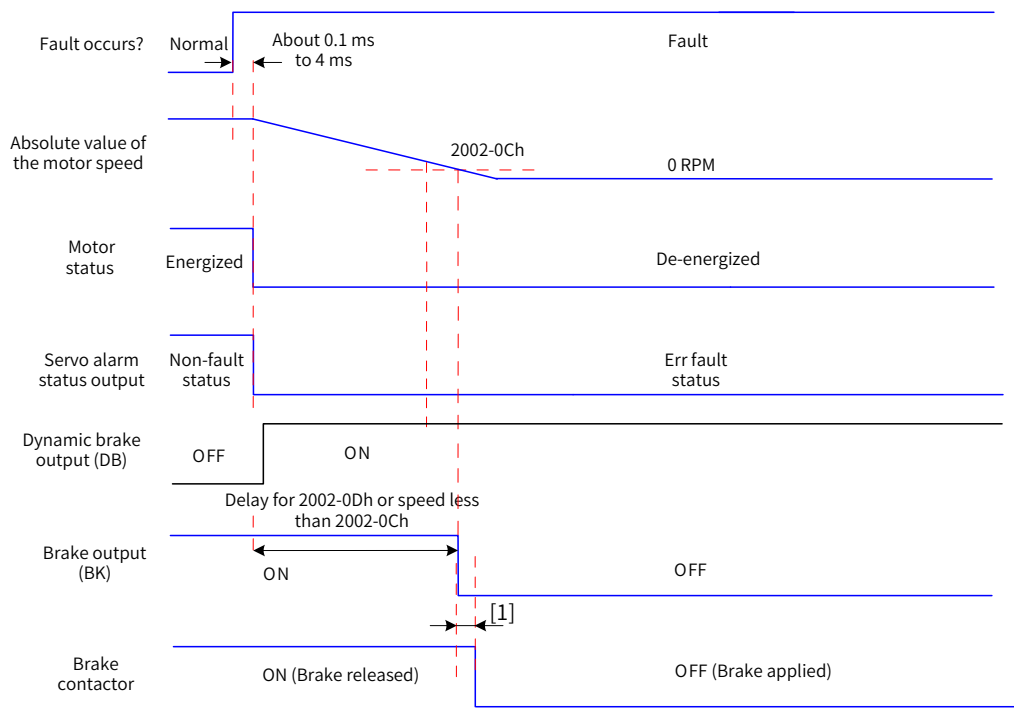 Fault occurs?
Normal
About 0.1 ms
to 4 ms
Fault
Absolute value of
the motor speed
2002-0Ch
0 RPM
Motor
status
Energized
De-energized
Servo alarm
status output
Non-fault
status
Err fault
status
Dynamic brake
output (DB)
OFF
ON
Delay for 2002-0Dh or speed less
than 2002-0Ch
Brake output
(BK)
ON
OFF
[1]
Brake
contactor
ON (Brake released)
OFF (Brake applied)